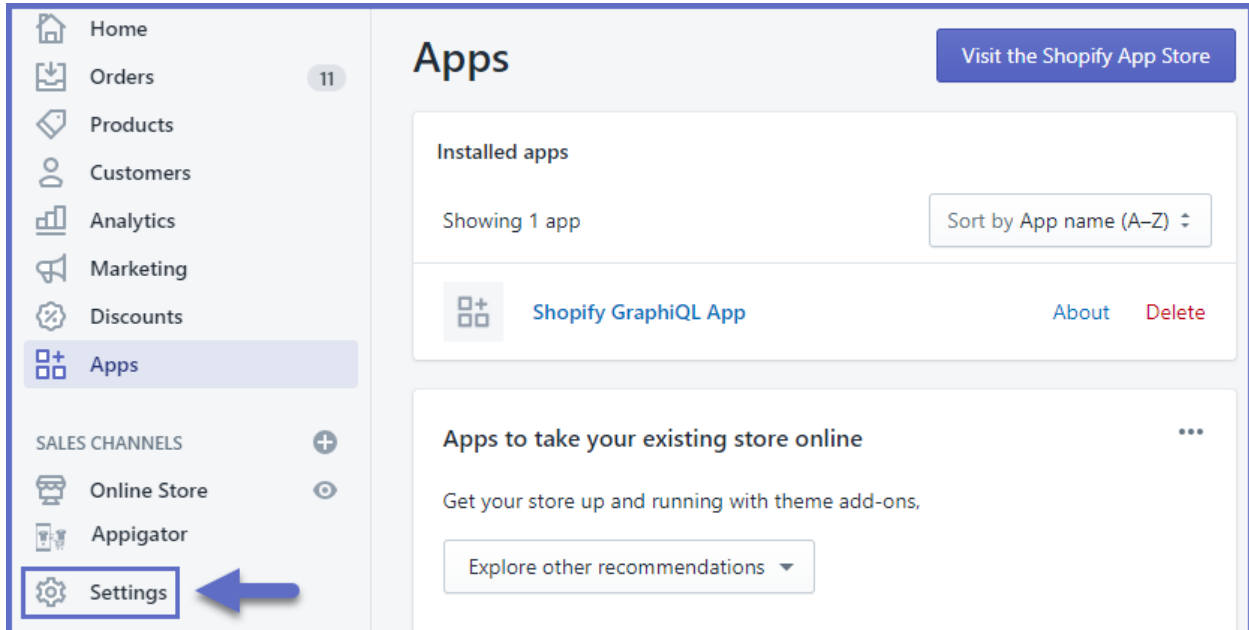 Home
Orders 11
Products
Customers
Analytics
Marketing
Discounts
Apps
SALES CHANNELS
Online Store
Appigator
Settings
Apps
Visit the Shopify App Store
Installed apps
Showing 1 app
Sort by App name (A–Z)
Shopify GraphiQL App
About
Delete
Apps to take your existing store online
Get your store up and running with theme add-ons,
Explore other recommendations